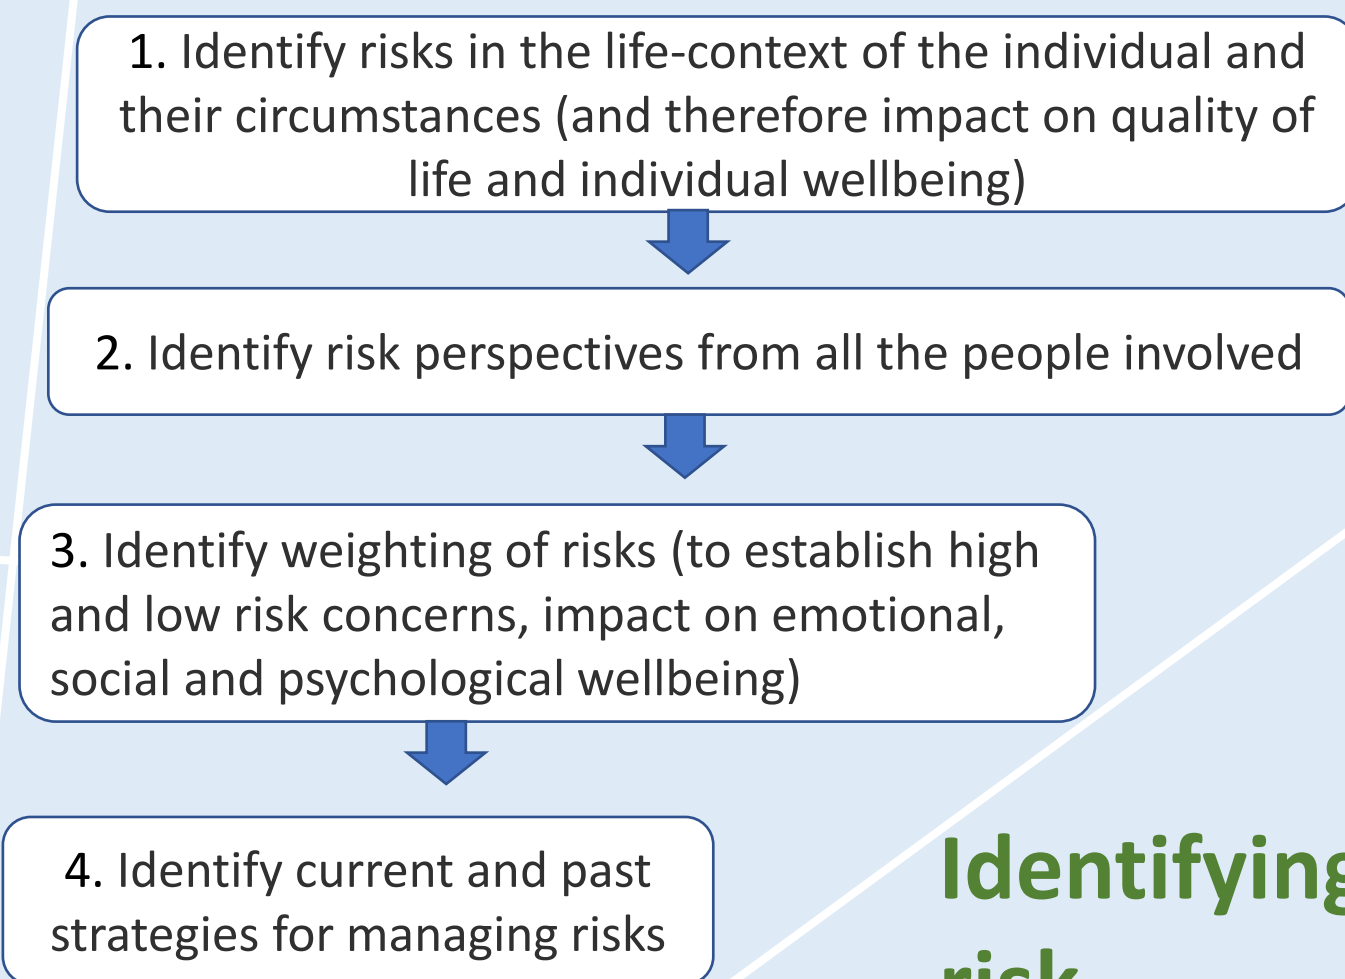 1. Identify risks in the life-context of the individual and
their circumstances (and therefore impact on quality of
life and individual wellbeing)
2. Identify risk perspectives from all the people involved
3. Identify weighting of risks (to establish high
and low risk concerns, impact on emotional,
social and psychological wellbeing)
4. Identify current and past
strategies for managing risks
Identifying
risk